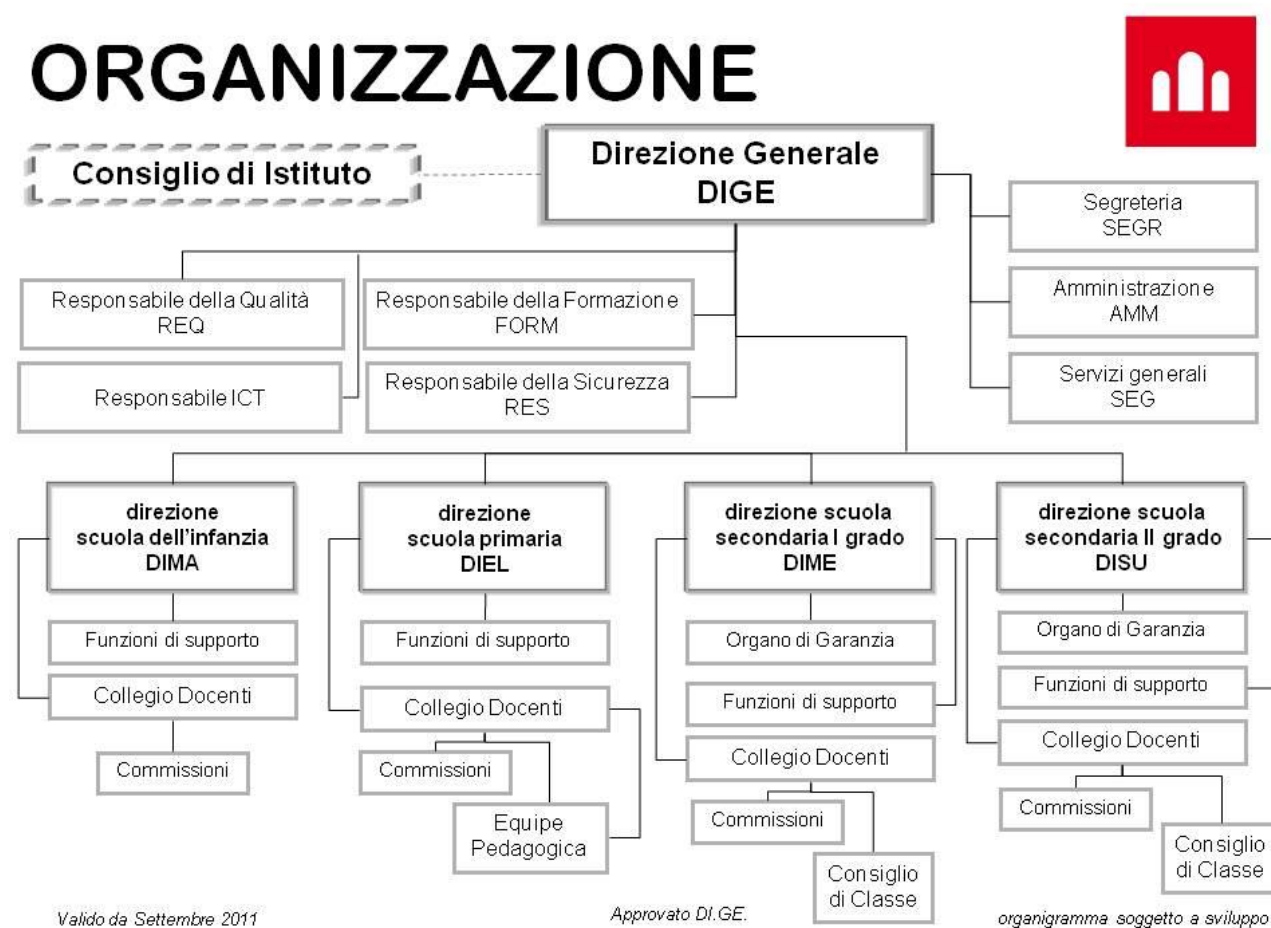 ORGANIZZAZIONE
Consiglio di Istituto
Direzione Generale
DIGE
Segreteria
SEGR
Amministrazione
AMM
Servizi generali
SEG
Responsabile della Qualità
REQ
Responsabile della Formazione
FORM
Responsabile ICT
Responsabile della Sicurezza
RES
direzione
scuola dell'infanzia
DIMA
Funzioni di supporto
Collegio Docenti
Commissioni
direzione
scuola primaria
DIEL
Funzioni di supporto
Collegio Docenti
Commissioni
Equipe
Pedagogica
direzione scuola
secondaria I grado
DIME
Organo di Garanzia
Funzioni di supporto
Collegio Docenti
Commissioni
Consiglio
di Classe
direzione scuola
secondaria II grado
DISU
Organo di Garanzia
Funzioni di supporto
Collegio Docenti
Commissioni
Consiglio
di Classe
Valido da Settembre 2011
Approvato DI.GE.
organigramma soggetto a sviluppo